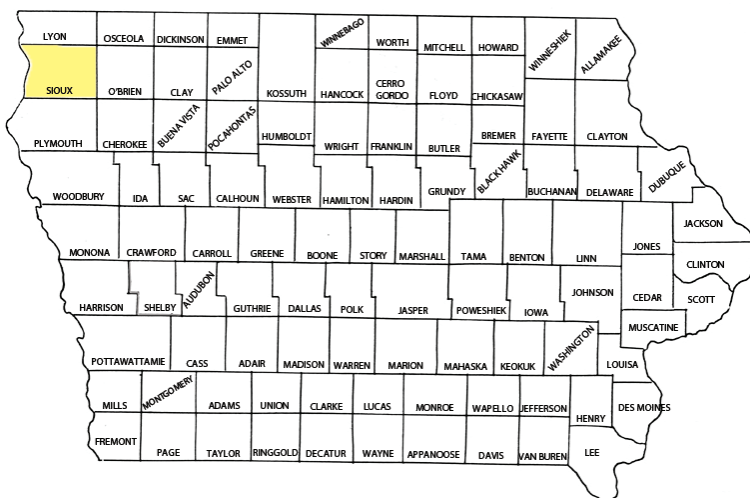 LYON OSCEOLA DICKINSON EMMET WINNEBAGO WORTH MITCHELL HOWARD WINNESHIEK ALLAMAKEE
SIOUX O'BRIEN CLAY PALO ALTO KOSSUTH HANCOCK CERRO GORDO FLOYD CHICKASAW
PLYMOUTH CHEROKEE BUENA VISTA POCAHONTAS HUMBOLDT WRIGHT FRANKLIN BUTLER BREMER FAYETTE CLAYTON
WOODBURY IDA SAC CALHOUN WEBSTER HAMILTON HARDIN GRUNDY BLACK HAWK BUCHANAN DELAWARE DUBUQUE
MONONA CRAWFORD CARROLL GREENE BOONE STORY MARSHALL TAMA BENTON LINN JONES JACKSON
CLINTON
HARRISON SHELBY AUDUBON GUTHRIE DALLAS POLK JASPER POWESHIEK IOWA JOHNSON CEDAR SCOTT
MUSCATINE
POTTAWATTAMIE CASS ADAIR MADISON WARREN MARION MAHASKA KEOKUK WASHINGTON LOUISA
MILLS MONTGOMERY ADAMS UNION CLARKE LUCAS MONROE WAPELLO JEFFERSON HENRY DES MOINES
FREMONT PAGE TAYLOR RINGGOLD DECATUR WAYNE APPANOOSE DAVIS VAN BUREN LEE